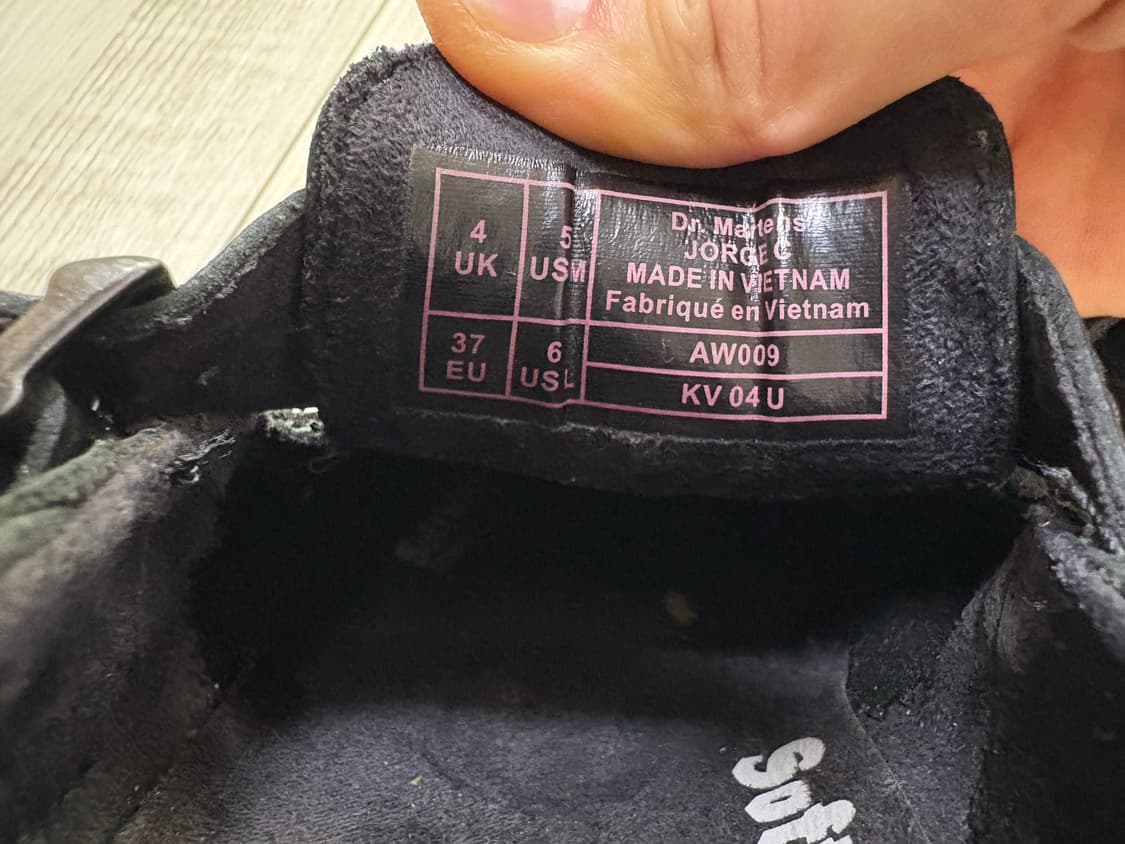 4
UK
5
USM
Dr. Martens
JORGE C
MADE IN VIETNAM
Fabriqué en Vietnam
37
EU
6
USL
AW009
KV 04 U
Soft